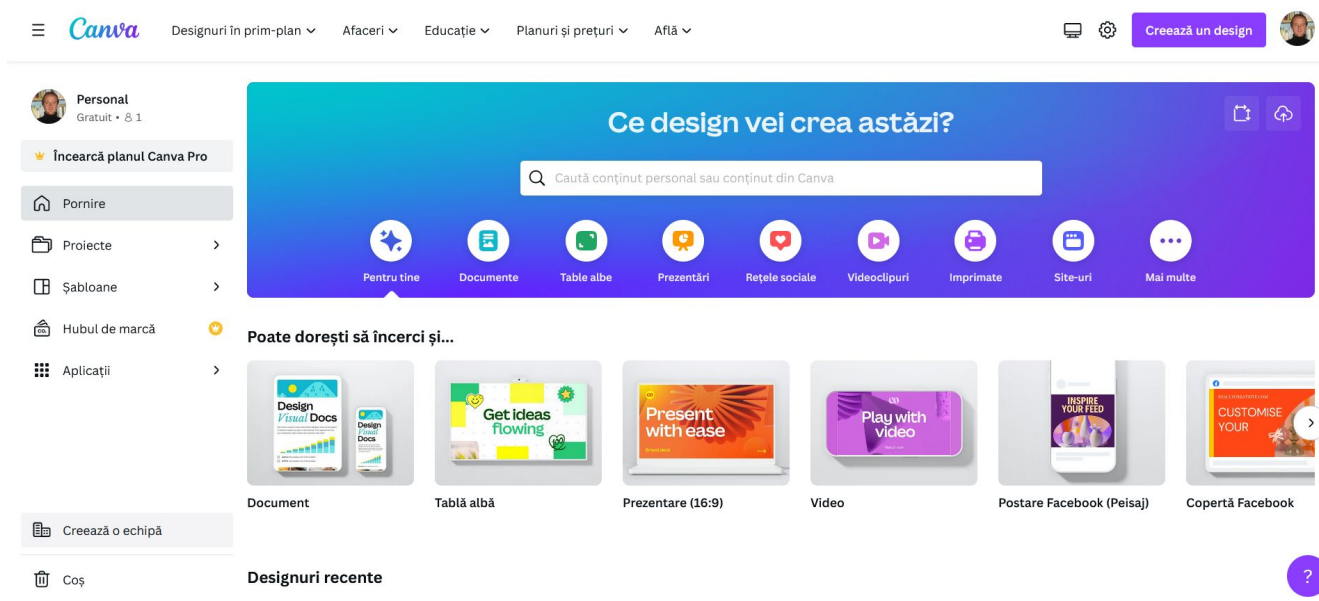 Canva
Designuri în prim-plan
Afaceri
Educație
Planuri și prețuri
Află
Creează un design
Personal
Gratuit • 1
Încearcă planul Canva Pro
Pornire
Proiecte
Șabloane
Hubul de marcă
Aplicații
Creează o echipă
Coș
Ce design vei crea astăzi?
Caută conținut personal sau conținut din Canva
Pentru tine
Documente
Table albe
Prezentări
Rețele sociale
Videoclipuri
Imprimate
Site-uri
Mai multe
Poate dorești să încerci și...
Design
Visual Docs
Design
Visual
Docs
Get ideas
flowing
Present
with ease
Play with
video
INSPIRE
YOUR FEED
CUSTOMISE
YOUR
Document
Tablă albă
Prezentare (16:9)
Video
Postare Facebook (Peisaj)
Copertă Facebook
Designuri recente
?